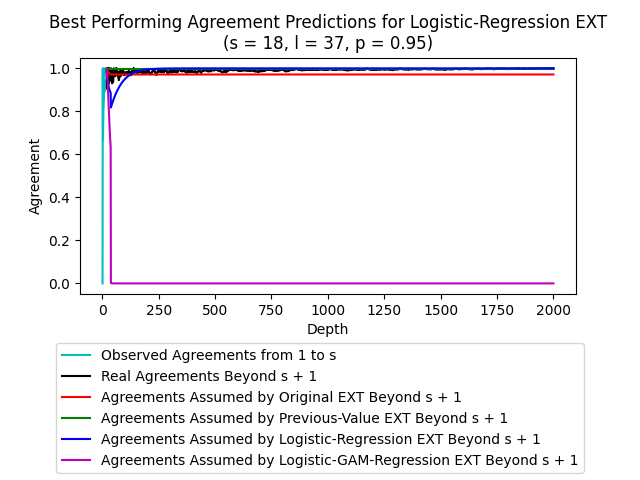 Best Performing Agreement Predictions for Logistic-Regression EXT
(s = 18, l = 37, p = 0.95)
1.0
0.8
0.6
0.4
0.2
0.0
Agreement
0 250 500 750 1000 1250 1500 1750 2000
Depth
Observed Agreements from 1 to s
Real Agreements Beyond s + 1
Agreements Assumed by Original EXT Beyond s + 1
Agreements Assumed by Previous-Value EXT Beyond s + 1
Agreements Assumed by Logistic-Regression EXT Beyond s + 1
Agreements Assumed by Logistic-GAM-Regression EXT Beyond s + 1